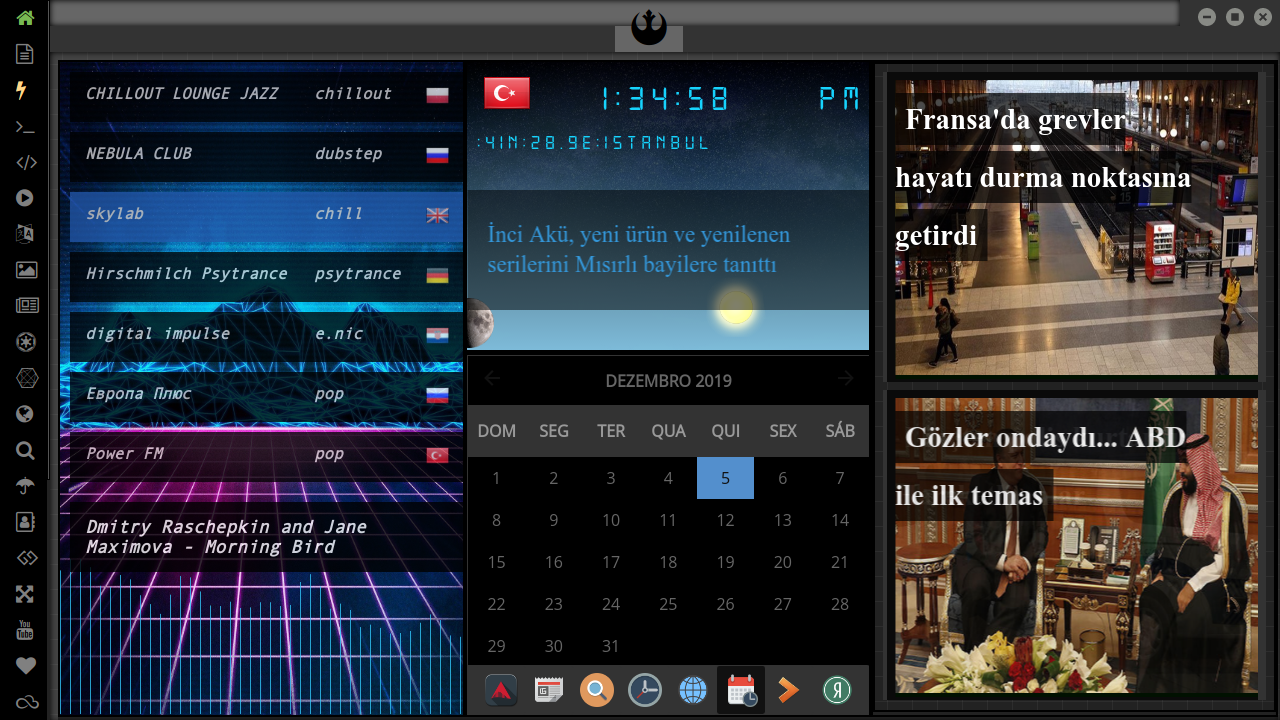 CHILLOUT LOUNGE JAZZ chillout
NEBULA CLUB dubstep
skylab chill
Hirschmilch Psytrance psytrance
digital impulse e.nic
Европа Плюс pop
Power FM pop
Dmitry Raschepkin and Jane
Maximova - Morning Bird
1:34:58 PM
:41N:28.9E:ISTANBUL
İnci Akü, yeni ürün ve yenilenen
serilerini Mısırlı bayilere tanıttı
DEZEMBRO 2019
DOM SEG TER QUA QUI SEX SÁB
1 2 3 4 5 6 7
8 9 10 11 12 13 14
15 16 17 18 19 20 21
22 23 24 25 26 27 28
29 30 31
Я
Fransa'da grevler
hayatı durma noktasına
getirdi
Gözler ondaydı... ABD
ile ilk temas
You
Tube